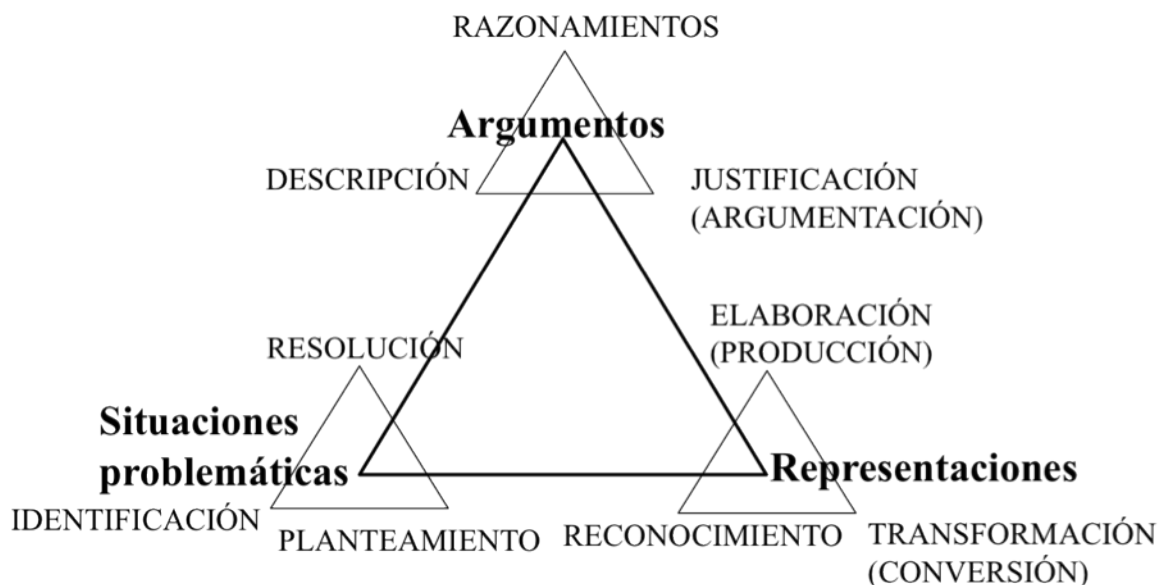 RAZONAMIENTOS
Argumentos
DESCRIPCIÓN
JUSTIFICACIÓN
(ARGUMENTACIÓN)
ELABORACIÓN
(PRODUCCIÓN)
RESOLUCIÓN
Situaciones
problemáticas
Representaciones
IDENTIFICACIÓN
PLANTEAMIENTO
RECONOCIMIENTO
TRANSFORMACIÓN
(CONVERSIÓN)